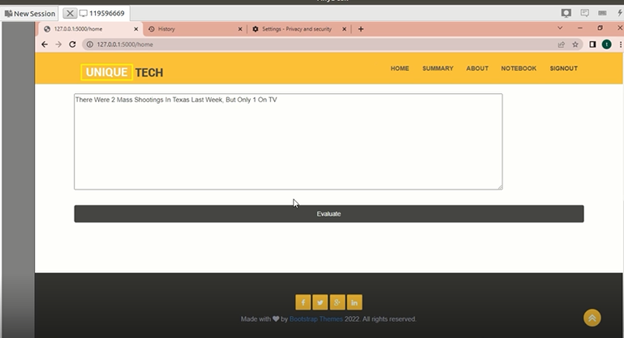 New Session
119596669
127.0.0.1:5000/home
History
Settings - Privacy and security
127.0.0.1:5000/home
UNIQUE TECH
HOME SUMMARY ABOUT NOTEBOOK SIGNOUT
There Were 2 Mass Shootings In Texas Last Week, But Only 1 On TV
Evaluate
Made with by Bootstrap Themes 2022. All rights reserved.